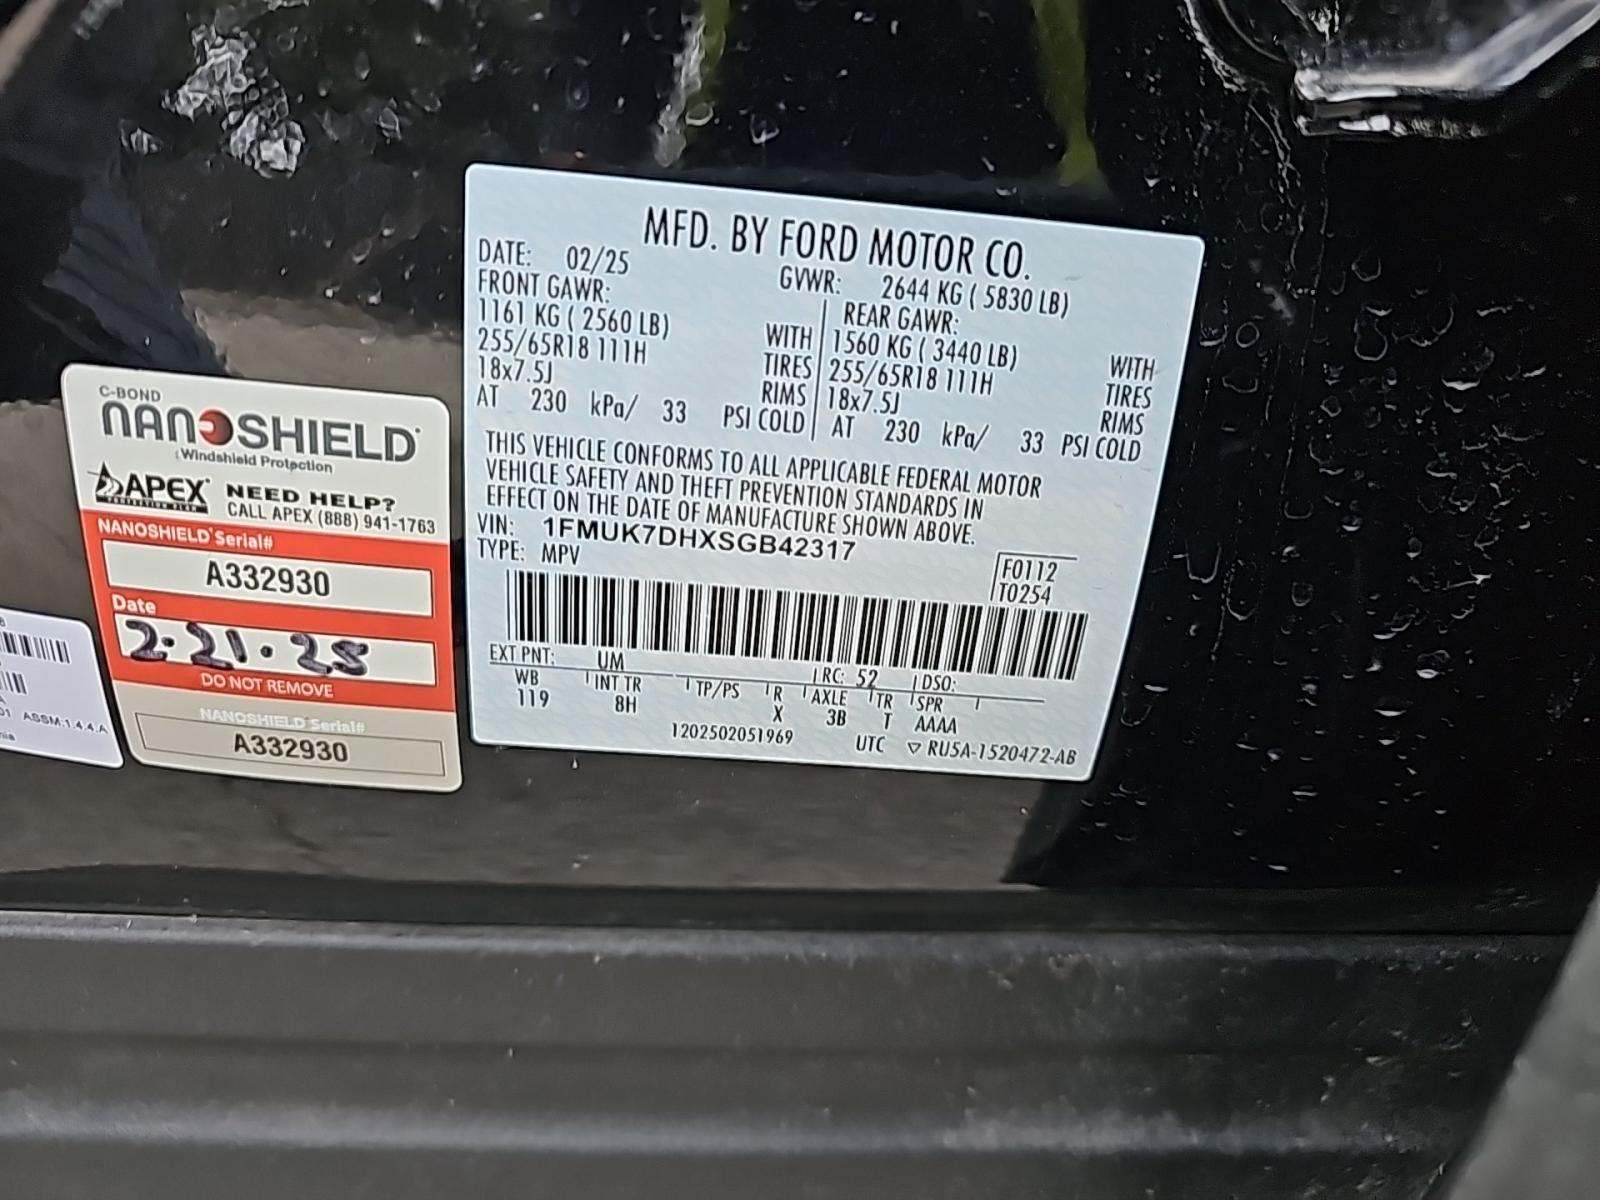 MFD. BY FORD MOTOR CO.
DATE: 02/25 GVWR: 2644 KG ( 5830 LB)
FRONT GAWR: REAR GAWR:
1161 KG ( 2560 LB) WITH 1560 KG ( 3440 LB) WITH
255/65R18 111H TIRES 255/65R18 111H TIRES
18x7.5J RIMS 18x7.5J RIMS
AT 230 kPa/ 33 PSI COLD AT 230 kPa/ 33 PSI COLD
THIS VEHICLE CONFORMS TO ALL APPLICABLE FEDERAL MOTOR
VEHICLE SAFETY AND THEFT PREVENTION STANDARDS IN
EFFECT ON THE DATE OF MANUFACTURE SHOWN ABOVE.
VIN: 1FMUK7DHXSGB42317
TYPE: MPV
F0112
T0254
EXT PNT: UM RC: 52 DSO:
WB INT TR TP/PS R AXLE TR SPR
119 8H X 3B T AAAA
1202502051969 UTC ▽ RU5A-1520472-AB
C-BOND
NANOSHIELD
Windshield Protection
APEX NEED HELP?
PROTECTION PLAN CALL APEX (888) 941-1763
NANOSHIELD Serial#
A332930
Date
2·21·25
DO NOT REMOVE
NANOSHIELD Serial#
A332930
ASSM:1.4.4.A